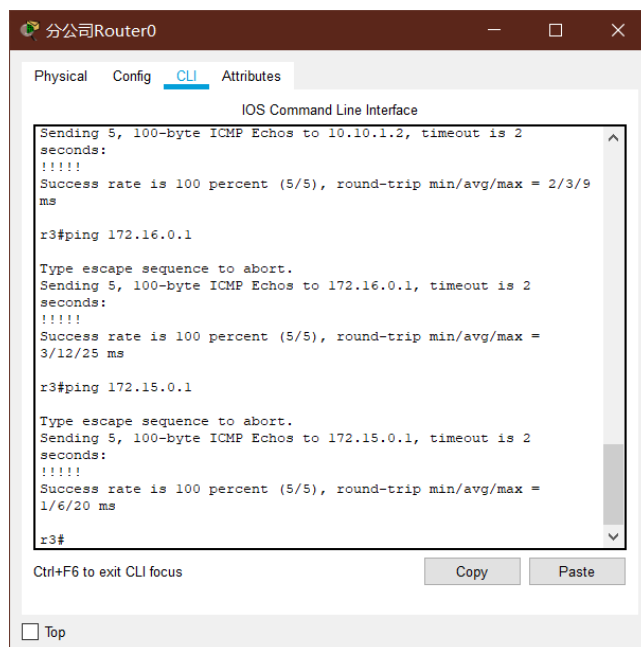 分公司Router0
Physical Config CLI Attributes
IOS Command Line Interface
Sending 5, 100-byte ICMP Echos to 10.10.1.2, timeout is 2
seconds:
!!!!!
Success rate is 100 percent (5/5), round-trip min/avg/max = 2/3/9
ms
r3#ping 172.16.0.1
Type escape sequence to abort.
Sending 5, 100-byte ICMP Echos to 172.16.0.1, timeout is 2
seconds:
!!!!!
Success rate is 100 percent (5/5), round-trip min/avg/max =
3/12/25 ms
r3#ping 172.15.0.1
Type escape sequence to abort.
Sending 5, 100-byte ICMP Echos to 172.15.0.1, timeout is 2
seconds:
!!!!!
Success rate is 100 percent (5/5), round-trip min/avg/max =
1/6/20 ms
r3#
Ctrl+F6 to exit CLI focus
Copy Paste
Top